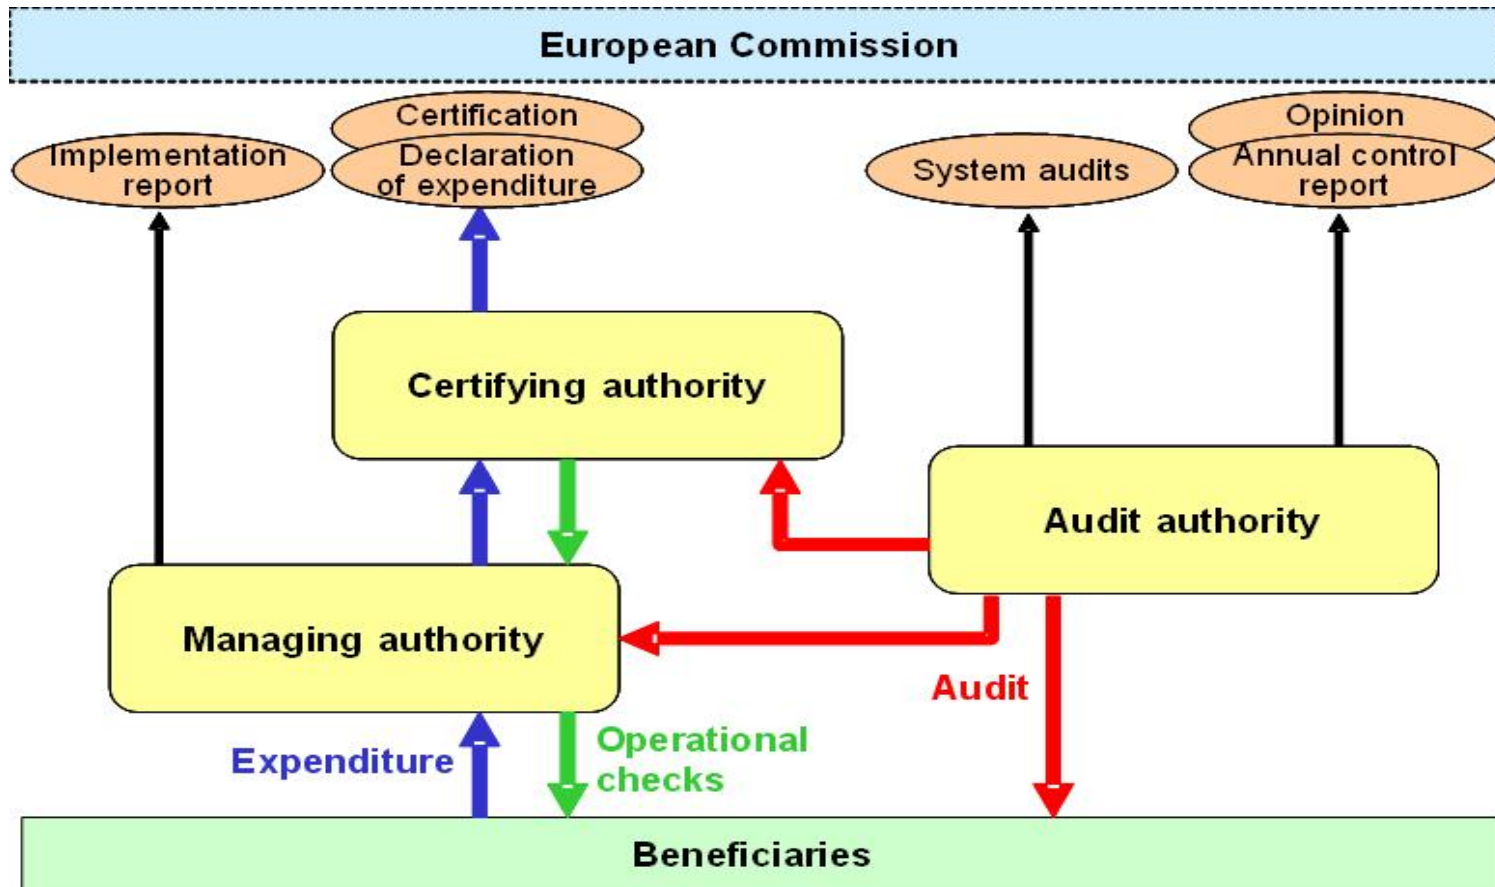 European Commission
Certification
Implementation
report
Declaration
of expenditure
System audits
Opinion
Annual control
report
Certifying authority
Audit authority
Managing authority
Audit
Expenditure
Operational
checks
Beneficiaries